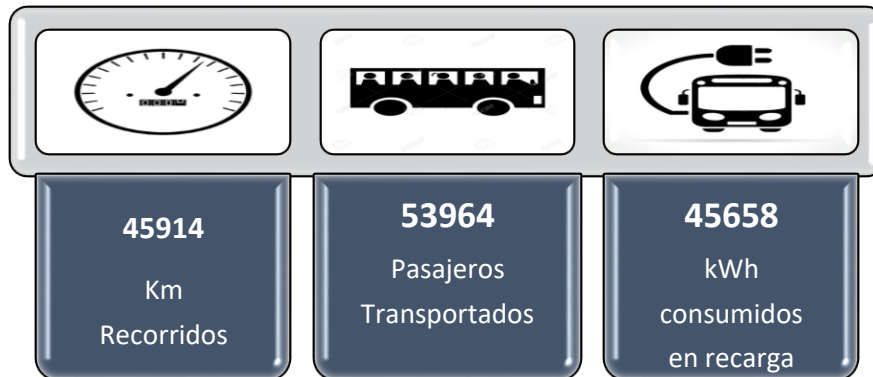 45914
Km
Recorridos
53964
Pasajeros
Transportados
45658
kWh
consumidos
en recarga